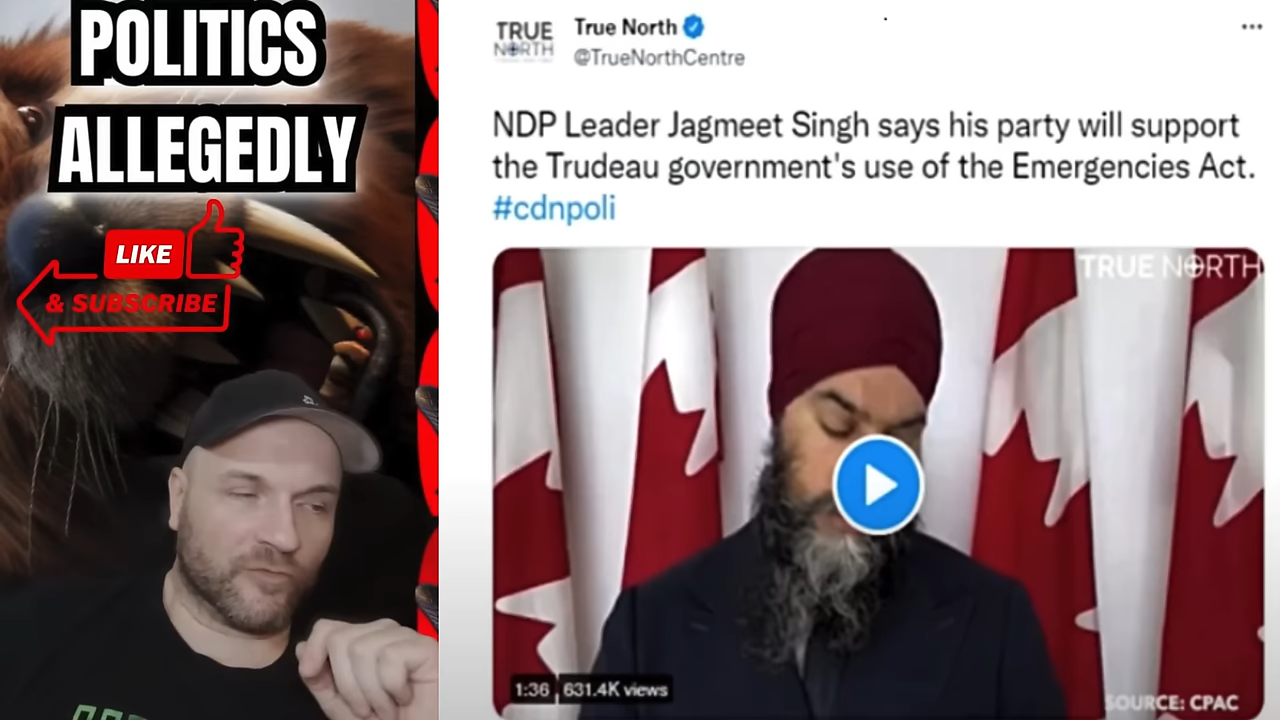 POLITICS
ALLEGEDLY
LIKE
& SUBSCRIBE
TRUE
NORTH
True North
@TrueNorthCentre
NDP Leader Jagmeet Singh says his party will support
the Trudeau government's use of the Emergencies Act.
#cdnpoli
TRUE NORTH
1:36
631.4K views
SOURCE: CPAC